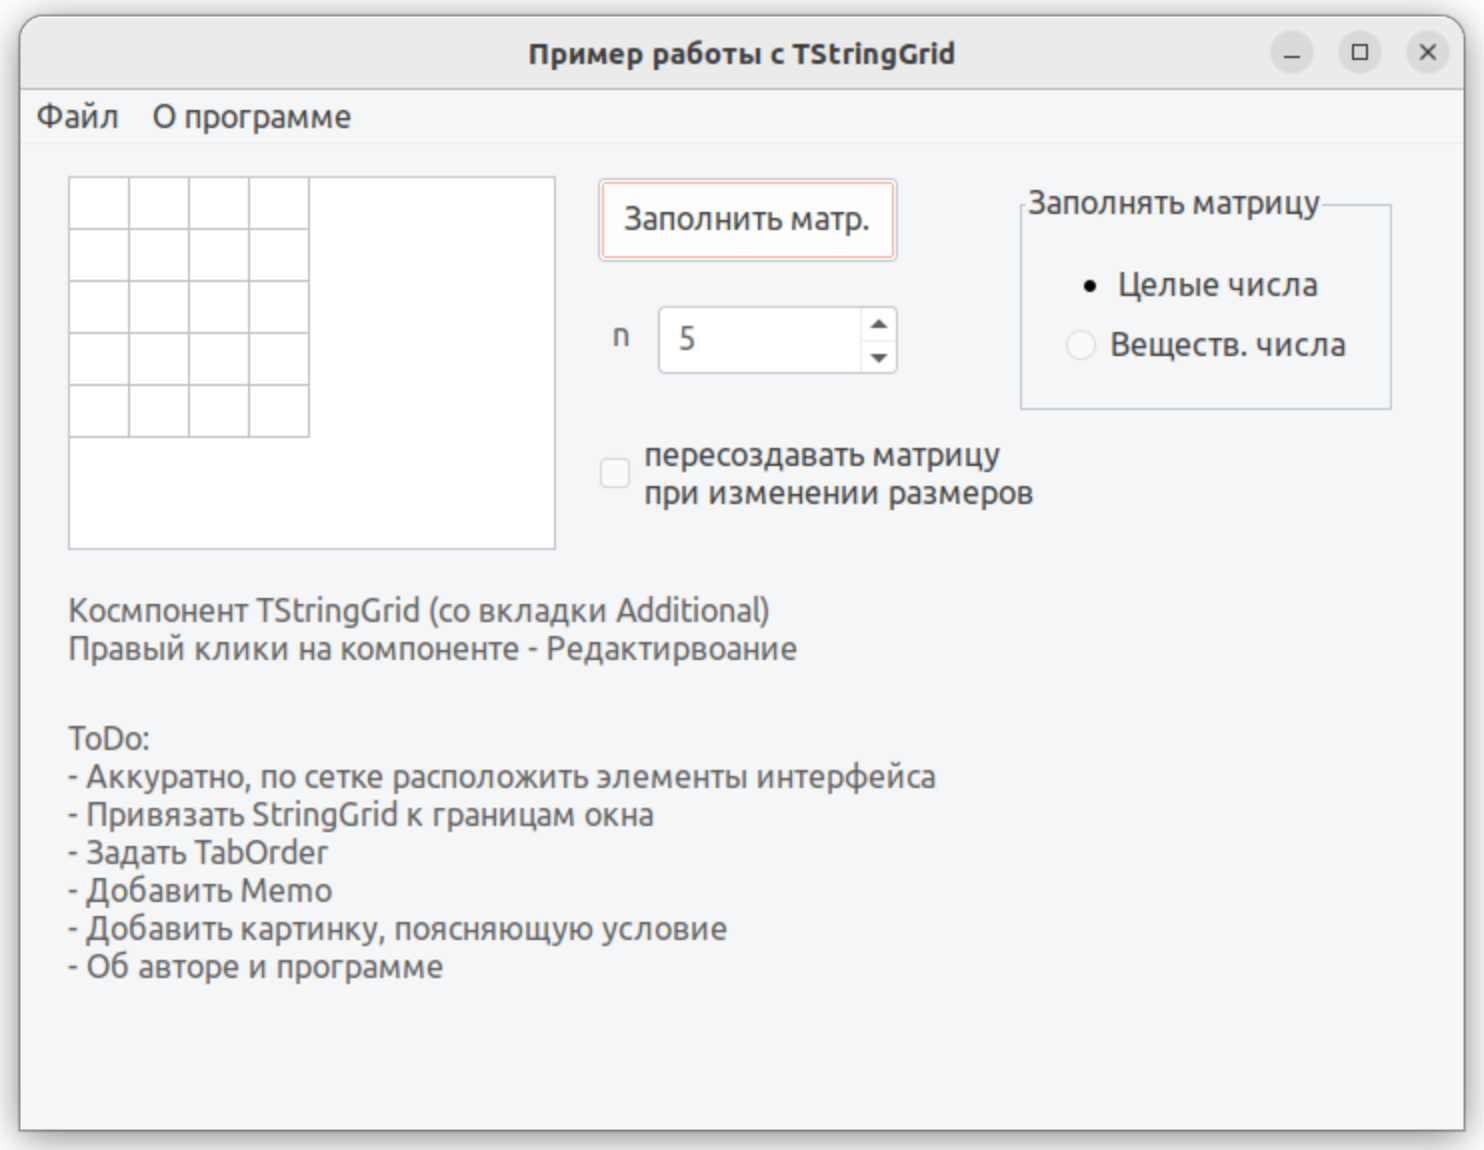 Пример работы с TStringGrid
Файл О программе
Заполнить матр.
n 5
пересоздавать матрицу
при изменении размеров
Заполнять матрицу
Целые числа
Веществ. числа
Космпонент TStringGrid (со вкладки Additional)
Правый клики на компоненте - Редактирвоание
ToDo:
- Аккуратно, по сетке расположить элементы интерфейса
- Привязать StringGrid к границам окна
- Задать TabOrder
- Добавить Memo
- Добавить картинку, поясняющую условие
- Об авторе и программе